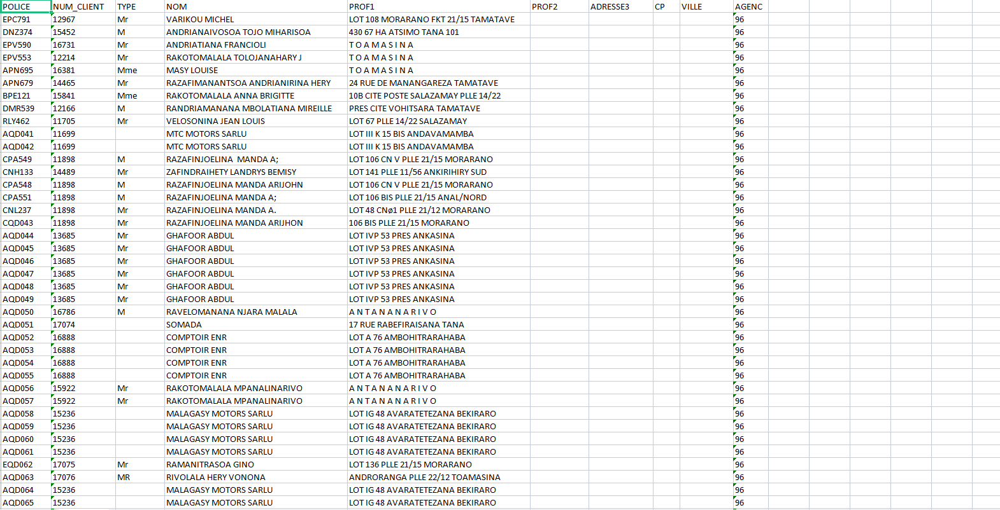 POLICE NUM_CLIENT TYPE NOM PROF1 PROF2 ADRESSE3 CP VILLE AGENC
EPC791 12967 Mr VARIKOU MICHEL LOT 108 MORARANO FKT 21/15 TAMATAVE 96
DNZ374 15452 M ANDRIANAIVOSOA TOJO MIHARISOA 430 67 HA ATSIMO TANA 101 96
EPV590 16731 Mr ANDRIATIANA FRANCIOLI T O A M A S I N A 96
EPV553 12214 Mr RAKOTOMALALA TOLOJANAHARY J T O A M A S I N A 96
APN695 16381 Mme MASY LOUISE T O A M A S I N A 96
APN679 14465 Mr RAZAFIMANANTSOA ANDRIANIRINA HERY 24 RUE DE MANANGAREZA TAMATAVE 96
BPE121 15841 Mme RAKOTOMALALA ANNA BRIGITTE 10B CITE POSTE SALAZAMAY PLLE 14/22 96
DMR539 12166 M RANDRIAMANANA MBOLATIANA MIREILLE PRES CITE VOHITSARA TAMATAVE 96
RLY462 11705 Mr VELOSONINA JEAN LOUIS LOT 67 PLLE 14/22 SALAZAMAY 96
AQD041 11699 MTC MOTORS SARLU LOT III K 15 BIS ANDAVAMAMBA 96
AQD042 11699 MTC MOTORS SARLU LOT III K 15 BIS ANDAVAMAMBA 96
CPA549 11898 M RAZAFINJOELINA  MANDA A; LOT 106 CN V PLLE 21/15 MORARANO 96
CNH133 14489 Mr ZAFINDRAIHETY LANDRYS BEMISY LOT 141 PLLE 11/56 ANKIRIHIRY SUD 96
CPA548 11898 M RAZAFINJOELINA MANDA ARIJOHN LOT 106 CN V PLLE 21/15 MORARANO 96
CPA551 11898 M RAZAFINJOELINA MANDA A; LOT 106 BIS PLLE 21/15 ANAL/NORD 96
CNL237 11898 Mr RAZAFINJOELINA MANDA A. LOT 48 CNø1 PLLE 21/12 MORARANO 96
CQD043 11898 Mr RAZAFINJOELINA MANDA ARIJHON 106 BIS PLLE 21/15 MORARANO 96
AQD044 13685 Mr GHAFOOR ABDUL LOT IVP 53 PRES ANKASINA 96
AQD045 13685 Mr GHAFOOR ABDUL LOT IVP 53 PRES ANKASINA 96
AQD046 13685 Mr GHAFOOR ABDUL LOT IVP 53 PRES ANKASINA 96
AQD047 13685 Mr GHAFOOR ABDUL LOT IVP 53 PRES ANKASINA 96
AQD048 13685 Mr GHAFOOR ABDUL LOT IVP 53 PRES ANKASINA 96
AQD049 13685 Mr GHAFOOR ABDUL LOT IVP 53 PRES ANKASINA 96
AQD050 16786 M RAVELOMANANA NJARA MALALA A N T A N A N A R I V O 96
AQD051 17074 SOMADA 17 RUE RABEFIRAISANA TANA 96
AQD052 16888 COMPTOIR ENR LOT A 76 AMBOHITRARAHABA 96
AQD053 16888 COMPTOIR ENR LOT A 76 AMBOHITRARAHABA 96
AQD054 16888 COMPTOIR ENR LOT A 76 AMBOHITRARAHABA 96
AQD055 16888 COMPTOIR ENR LOT A 76 AMBOHITRARAHABA 96
AQD056 15922 Mr RAKOTOMALALA MPANALINARIVO A N T A N A N A R I V O 96
AQD057 15922 Mr RAKOTOMALALA MPANALINARIVO A N T A N A N A R I V O 96
AQD058 15236 MALAGASY MOTORS SARLU LOT IG 48 AVARATETEZANA BEKIRARO 96
AQD059 15236 MALAGASY MOTORS SARLU LOT IG 48 AVARATETEZANA BEKIRARO 96
AQD060 15236 MALAGASY MOTORS SARLU LOT IG 48 AVARATETEZANA BEKIRARO 96
AQD061 15236 MALAGASY MOTORS SARLU LOT IG 48 AVARATETEZANA BEKIRARO 96
EQD062 17075 Mr RAMANITRASOA GINO LOT 136 PLLE 21/15 MORARANO 96
AQD063 17076 MR RIVOLALA HERY VONONA ANDRORANGA PLLE 22/12 TOAMASINA 96
AQD064 15236 MALAGASY MOTORS SARLU LOT IG 48 AVARATETEZANA BEKIRARO 96
AQD065 15236 MALAGASY MOTORS SARLU LOT IG 48 AVARATETEZANA BEKIRARO 96